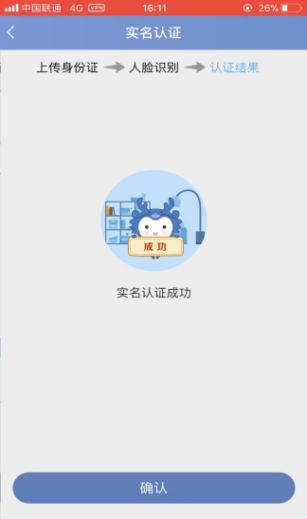 中国联通 4G VPN 16:11 26%
实名认证
上传身份证 人脸识别 认证结果
成功
实名认证成功
确认